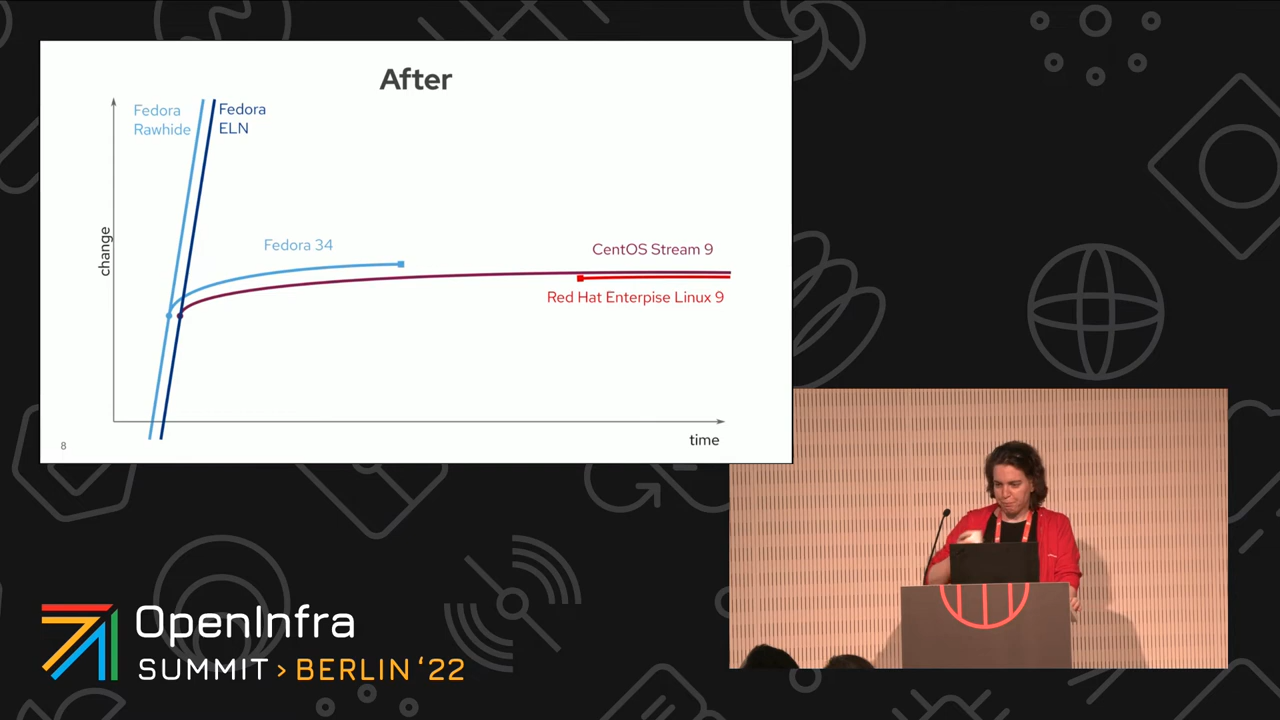 After
Fedora
Rawhide
Fedora
ELN
change
Fedora 34
CentOS Stream 9
Red Hat Enterpise Linux 9
time
8
OpenInfra
SUMMIT > BERLIN ‘22